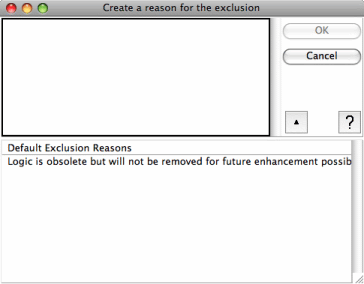 Create a reason for the exclusion
OK
Cancel
?
Default Exclusion Reasons
Logic is obsolete but will not be removed for future enhancement possib